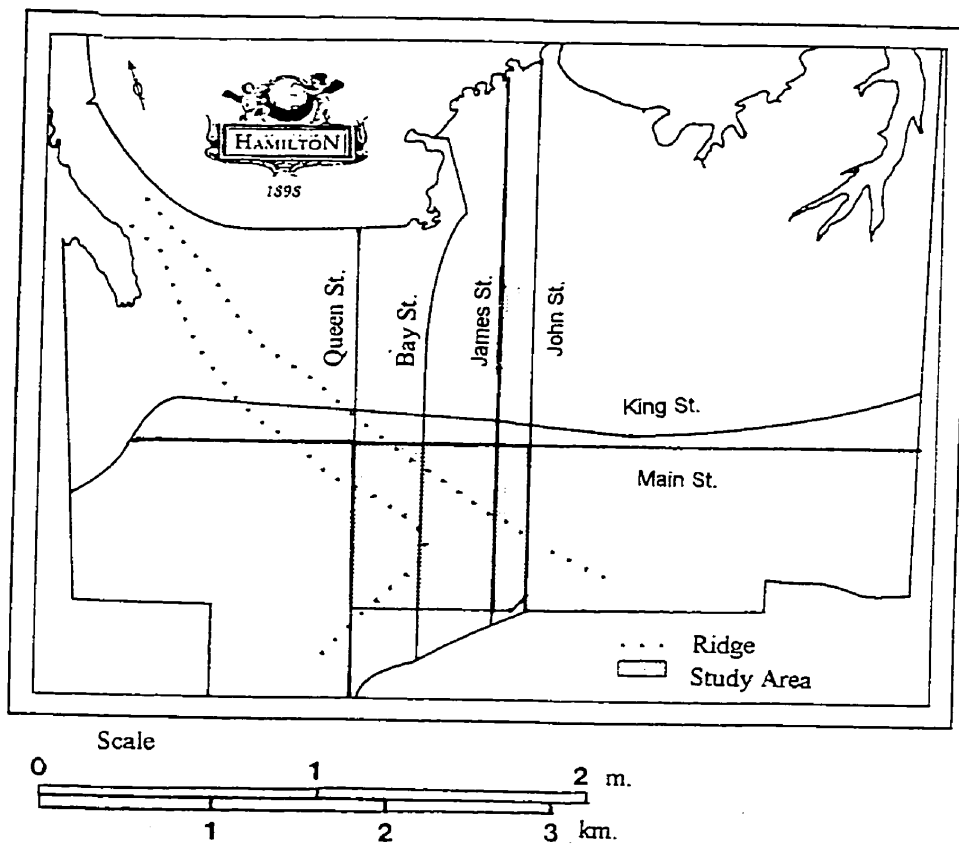 HAMILTON
1898
Queen St.
Bay St.
James St.
John St.
King St.
Main St.
Ridge
Study Area
Scale
0 1 2 m.
1 2 3 km.